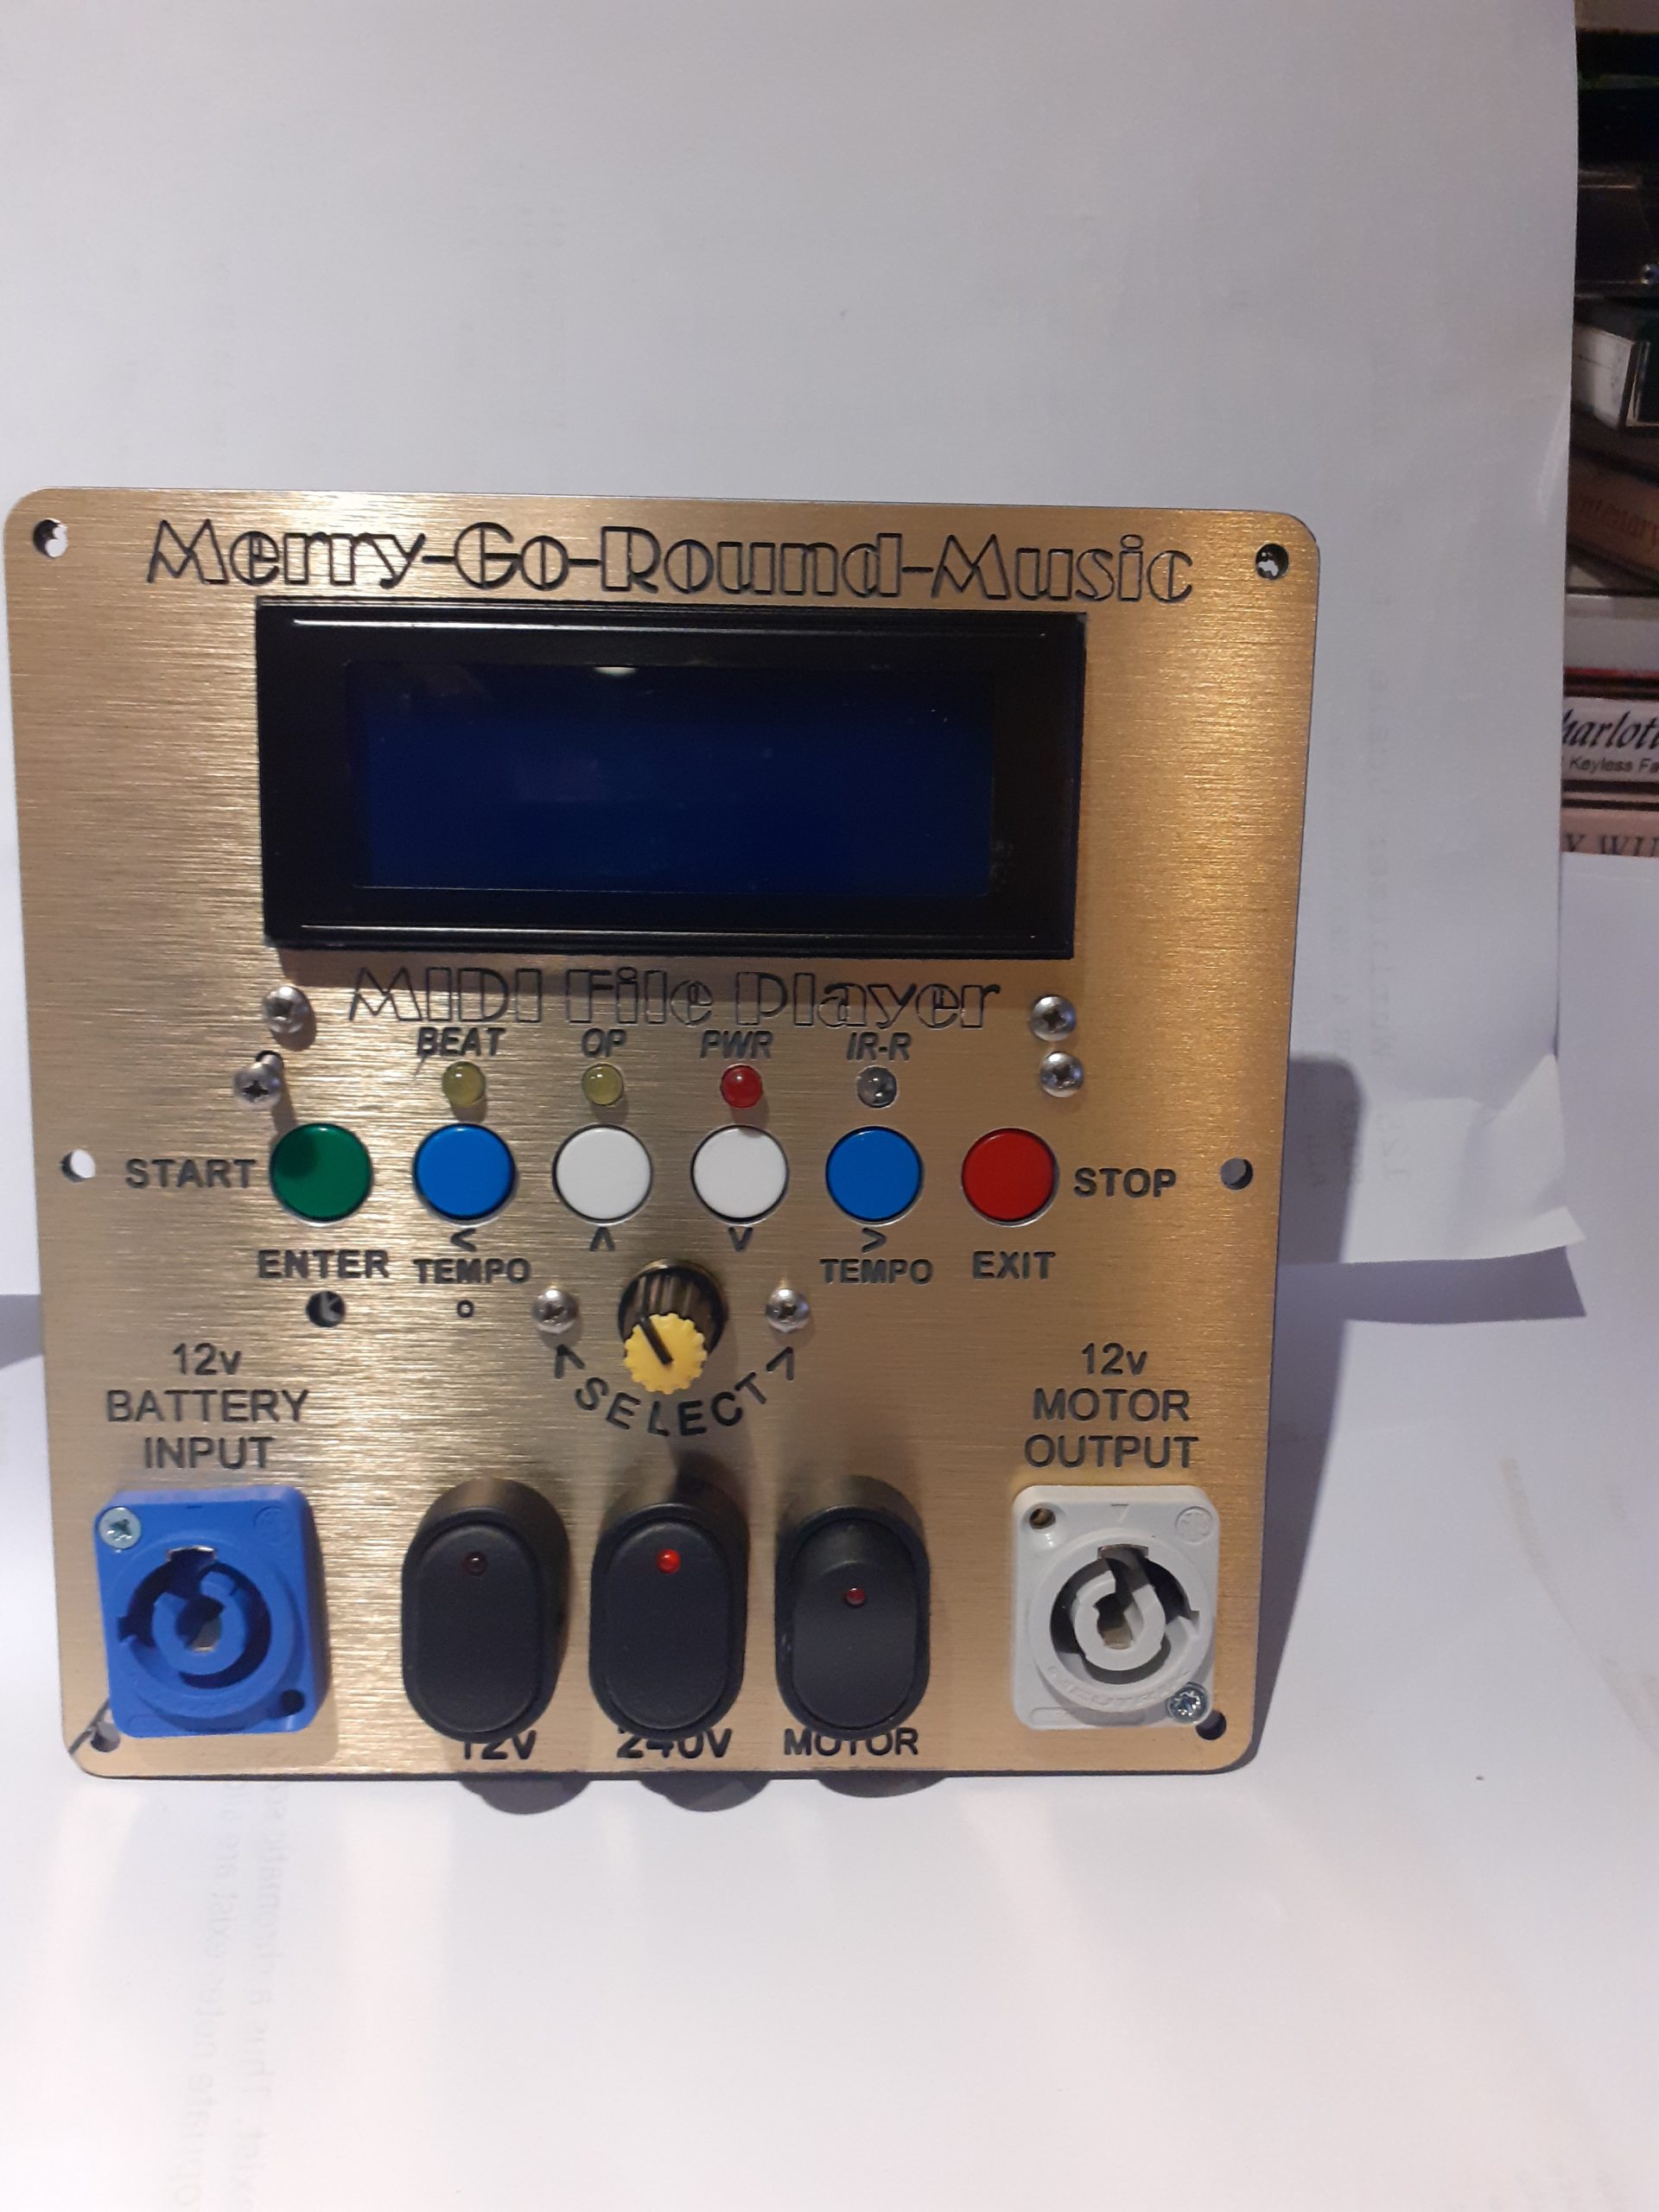 Merry-Go-Round-Music
MIDI File Player
BEAT OP PWR IR-R
START STOP
< ʌ v >
ENTER TEMPO TEMPO EXIT
< SELECT >
12v
BATTERY
INPUT
12v
MOTOR
OUTPUT
12v 240v MOTOR
Keyless